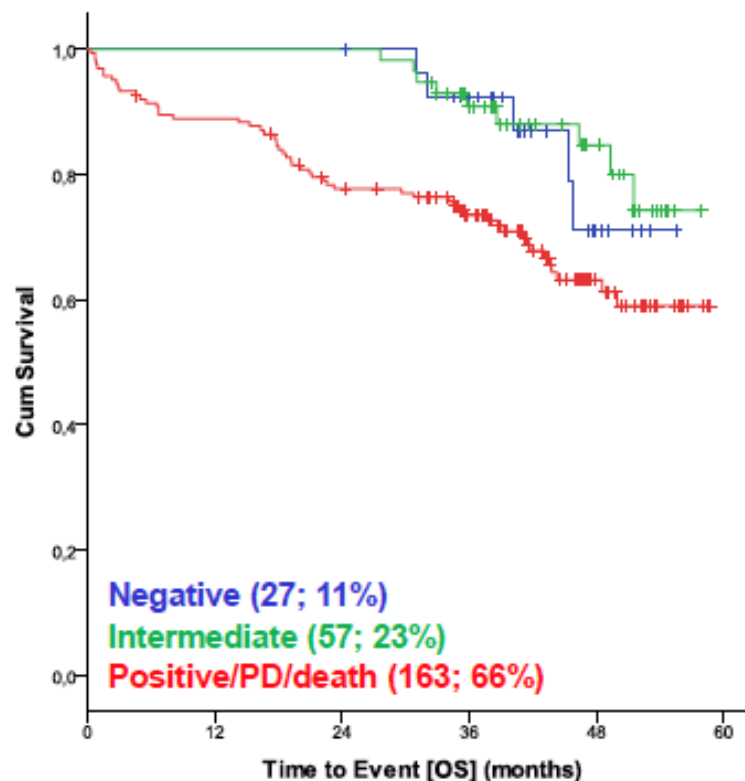 1,0
0,8
0,6
0,4
0,2
0,0
Cum Survival
Negative (27; 11%)
Intermediate (57; 23%)
Positive/PD/death (163; 66%)
0 12 24 36 48 60
Time to Event [OS] (months)